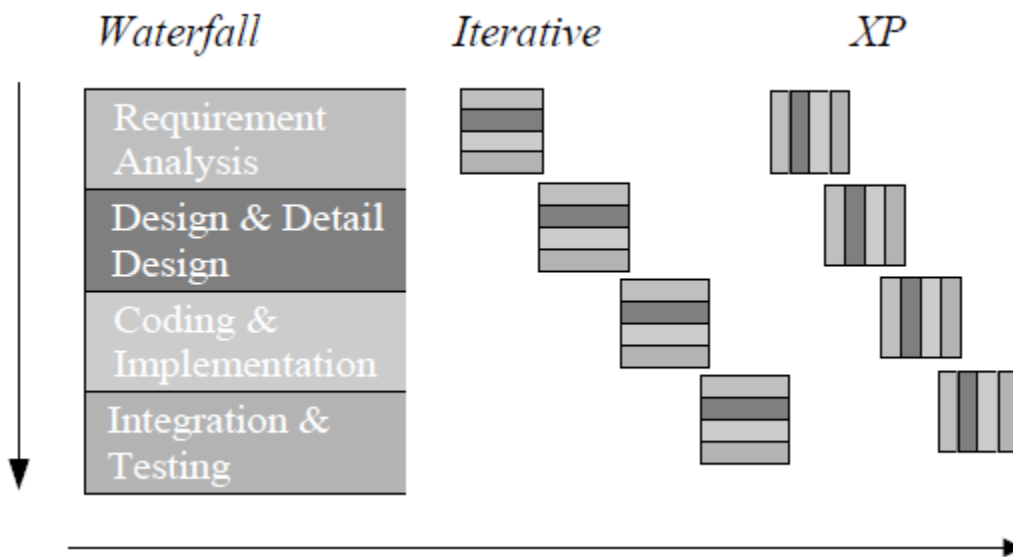 Waterfall Iterative XP
Requirement
Analysis
Design & Detail
Design
Coding &
Implementation
Integration &
Testing